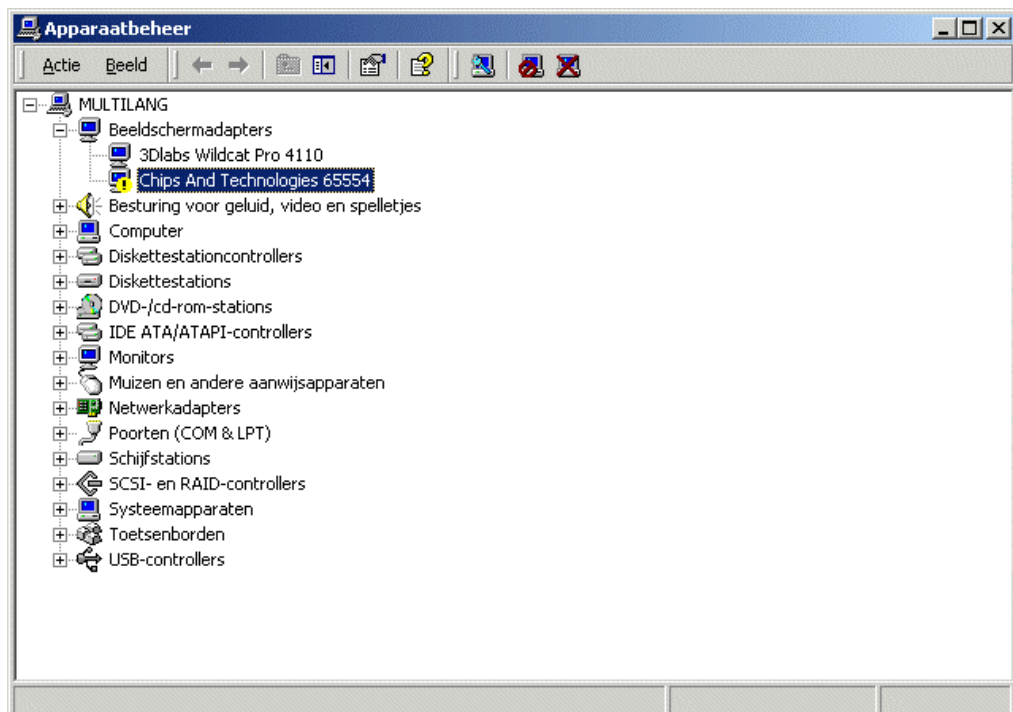 Apparaatbeheer
Actie Beeld
MULTILANG
Beeldschermadapters
3Dlabs Wildcat Pro 4110
Chips And Technologies 65554
Besturing voor geluid, video en spelletjes
Computer
Diskettestationcontrollers
Diskettestations
DVD-/cd-rom-stations
IDE ATA/ATAPI-controllers
Monitors
Muizen en andere aanwijsapparaten
Netwerkadapters
Poorten (COM & LPT)
Schijfstations
SCSI- en RAID-controllers
Systeemapparaten
Toetsenborden
USB-controllers